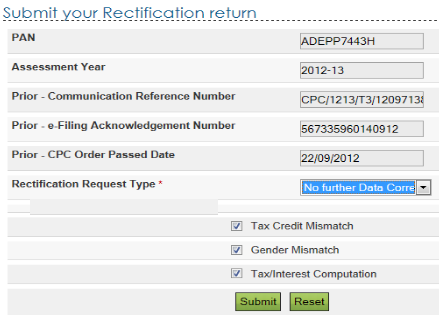 Submit your Rectification return
PAN ADEPP7443H
Assessment Year 2012-13
Prior - Communication Reference Number CPC/1213/T3/1209713
Prior - e-Filing Acknowledgement Number 567335960140912
Prior - CPC Order Passed Date 22/09/2012
Rectification Request Type * No further Data Corre
Tax Credit Mismatch
Gender Mismatch
Tax/Interest Computation
Submit Reset